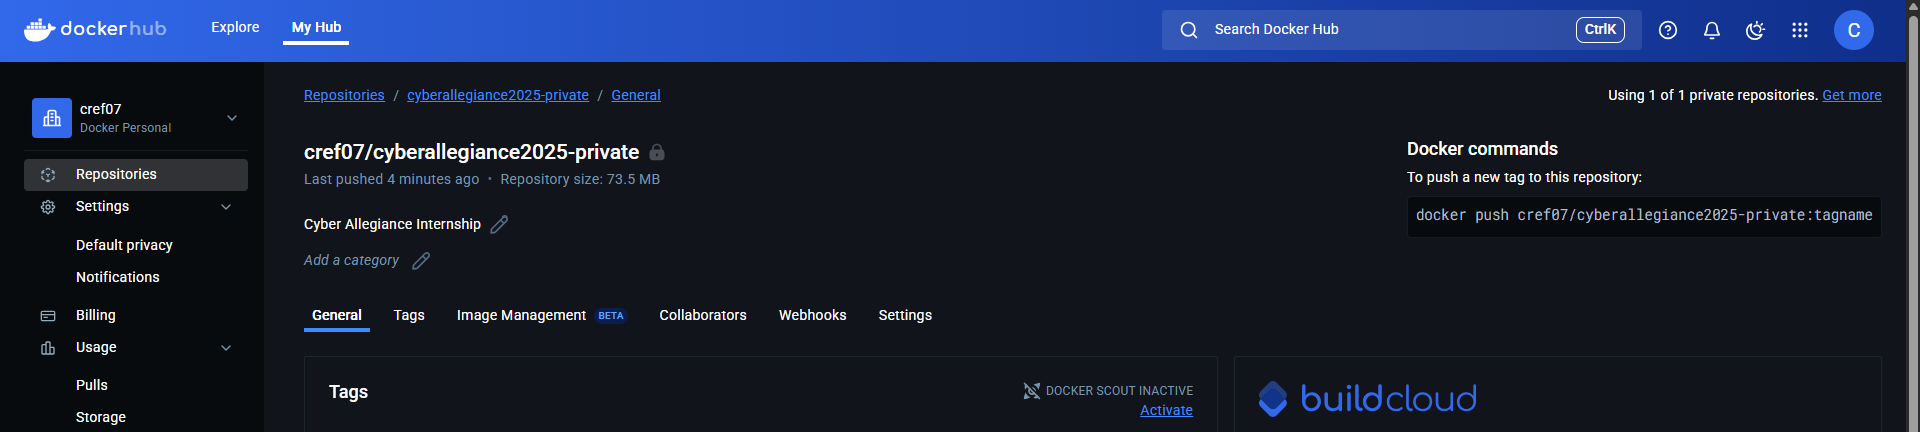 dockerhub
Explore
My Hub
Search Docker Hub
CtrlK
C
cref07
Docker Personal
Repositories
Settings
Default privacy
Notifications
Billing
Usage
Pulls
Storage
Repositories / cyberallegiance2025-private / General
Using 1 of 1 private repositories. Get more
cref07/cyberallegiance2025-private
Last pushed 4 minutes ago • Repository size: 73.5 MB
Cyber Allegiance Internship
Add a category
Docker commands
To push a new tag to this repository:
docker push cref07/cyberallegiance2025-private:tagname
General
Tags
Image Management BETA
Collaborators
Webhooks
Settings
Tags
DOCKER SCOUT INACTIVE
Activate
buildcloud